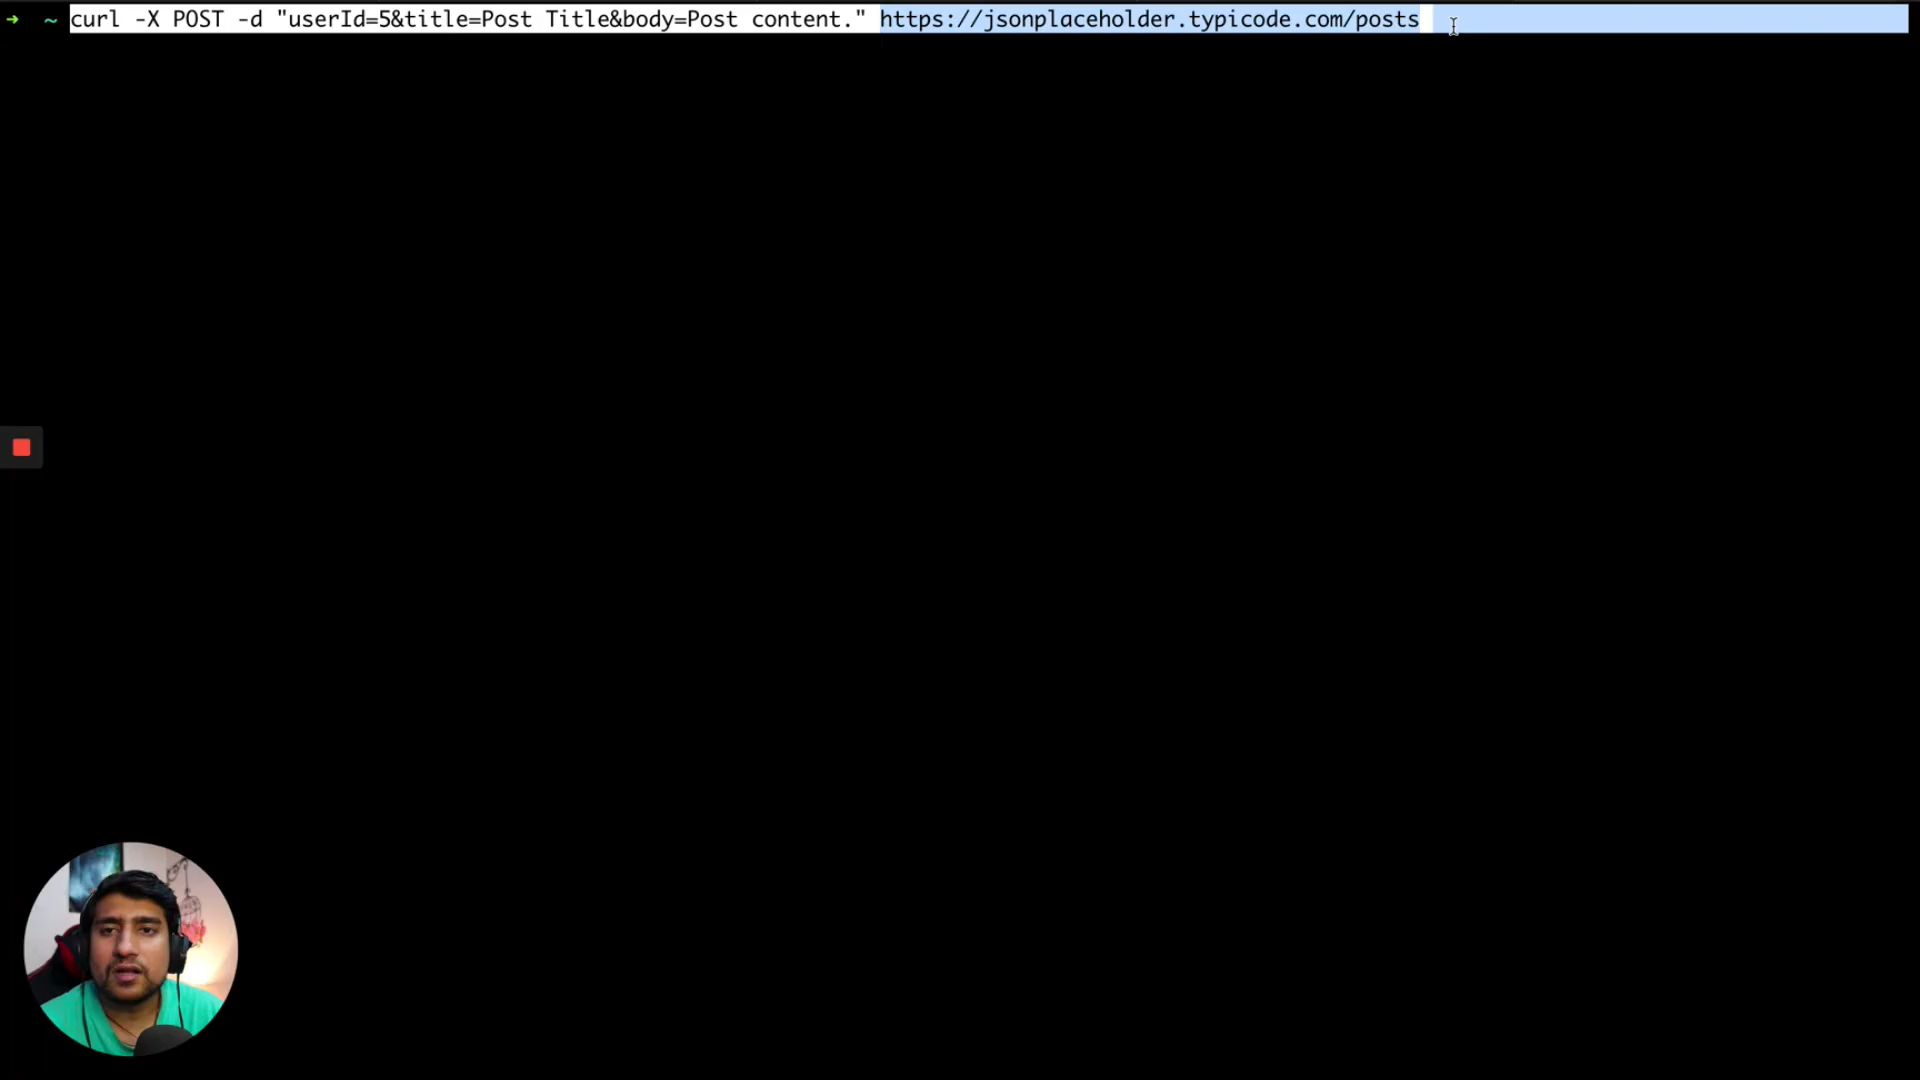 ➜ ~ curl -X POST -d "userId=5&title=Post Title&body=Post content." https://jsonplaceholder.typicode.com/posts